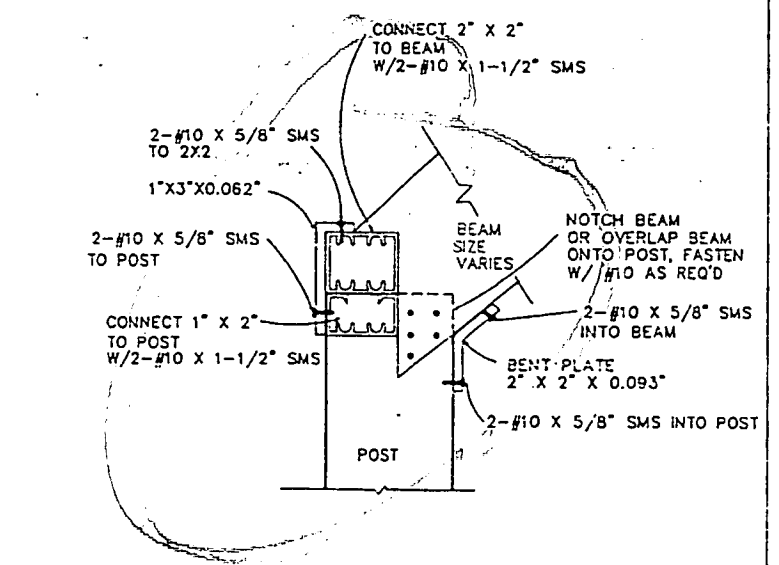 CONNECT 2" X 2"
TO BEAM
W/2-#10 X 1-1/2" SMS
2-#10 X 5/8" SMS
TO 2X2
1"X3"X0.062"
2-#10 X 5/8" SMS
TO POST
CONNECT 1" X 2"
TO POST
W/2-#10 X 1-1/2" SMS
BEAM
SIZE
VARIES
NOTCH BEAM
OR OVERLAP BEAM
ONTO POST, FASTEN
W/ #10 AS REQ'D
2-#10 X 5/8" SMS
INTO BEAM
BENT PLATE
2" X 2" X 0.093"
2-#10 X 5/8" SMS INTO POST
POST